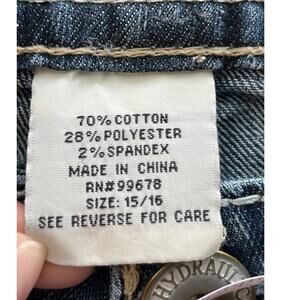 70% COTTON
28% POLYESTER
2% SPANDEX
MADE IN CHINA
RN#99678
SIZE: 15/16
SEE REVERSE FOR CARE
HYDRAULIC